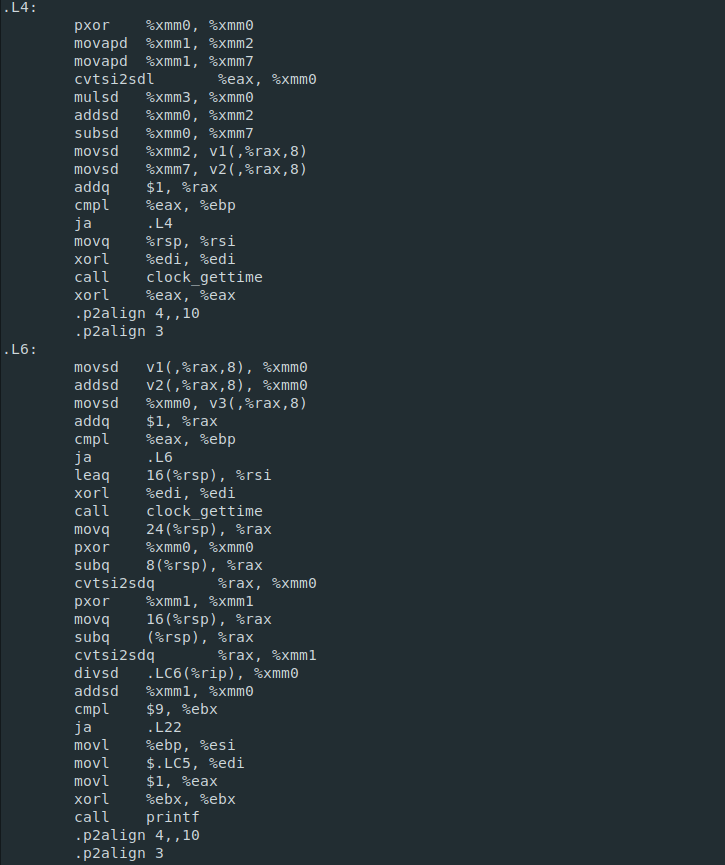 .L4:
pxor %xmm0, %xmm0
movapd %xmm1, %xmm2
movapd %xmm1, %xmm7
cvtsi2sdl %eax, %xmm0
mulsd %xmm3, %xmm0
addsd %xmm0, %xmm2
subsd %xmm0, %xmm7
movsd %xmm2, v1(,%rax,8)
movsd %xmm7, v2(,%rax,8)
addq $1, %rax
cmpl %eax, %ebp
ja .L4
movq %rsp, %rsi
xorl %edi, %edi
call clock_gettime
xorl %eax, %eax
.p2align 4,,10
.p2align 3
.L6:
movsd v1(,%rax,8), %xmm0
addsd v2(,%rax,8), %xmm0
movsd %xmm0, v3(,%rax,8)
addq $1, %rax
cmpl %eax, %ebp
ja .L6
leaq 16(%rsp), %rsi
xorl %edi, %edi
call clock_gettime
movq 24(%rsp), %rax
pxor %xmm0, %xmm0
subq 8(%rsp), %rax
cvtsi2sdq %rax, %xmm0
pxor %xmm1, %xmm1
movq 16(%rsp), %rax
subq (%rsp), %rax
cvtsi2sdq %rax, %xmm1
divsd .LC6(%rip), %xmm0
addsd %xmm1, %xmm0
cmpl $9, %ebx
ja .L22
movl %ebp, %esi
movl $.LC5, %edi
movl $1, %eax
xorl %ebx, %ebx
call printf
.p2align 4,,10
.p2align 3